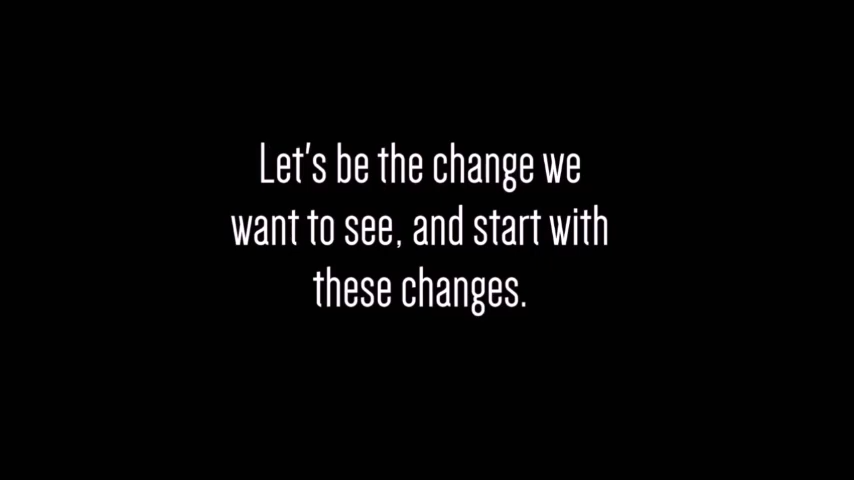 Let's be the change we
want to see, and start with
these changes.